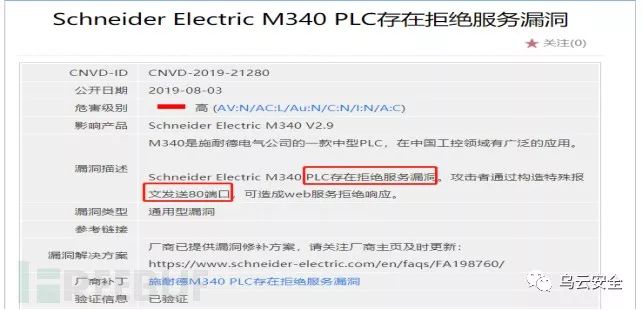 Schneider Electric M340 PLC存在拒绝服务漏洞
★ 关注(0)
CNVD-ID CNVD-2019-21280
公开日期 2019-08-03
危害级别 高 (AV:N/AC:L/Au:N/C:N/I:N/A:C)
影响产品 Schneider Electric M340 V2.9
M340是施耐德电气公司的一款中型PLC，在中国工控领域有广泛的应用。
漏洞描述
Schneider Electric M340 PLC存在拒绝服务漏洞。攻击者通过构造特殊报
文发送80端口，可造成web服务拒绝响应。
漏洞类型 通用型漏洞
参考链接
漏洞解决方案 厂商已提供漏洞修补方案，请关注厂商主页及时更新：
https://www.schneider-electric.com/en/faqs/FA198760/
厂商补丁 施耐德M340 PLC存在拒绝服务漏洞
验证信息 已验证
REEBUF
乌云安全